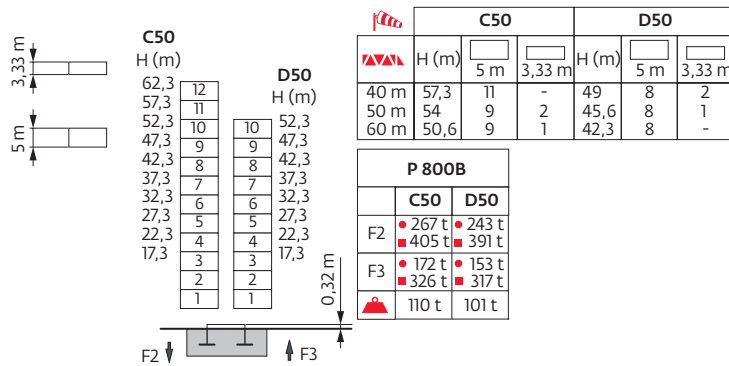 3,33 m
5 m
C50
H (m)
62,3
57,3
52,3
47,3
42,3
37,3
32,3
27,3
22,3
17,3
12
11
10
9
8
7
6
5
4
3
2
1
D50
H (m)
52,3
47,3
42,3
37,3
32,3
27,3
22,3
17,3
10
9
8
7
6
5
4
3
2
1
0,32 m
F2
F3
C50 D50
H (m) 5 m 3,33 m H (m) 5 m 3,33 m
40 m 57,3 11 - 49 8 2
50 m 54 9 2 45,6 8 1
60 m 50,6 9 1 42,3 8 -
P 800B
C50 D50
F2 267 t 243 t
405 t 391 t
F3 172 t 153 t
326 t 317 t
110 t 101 t